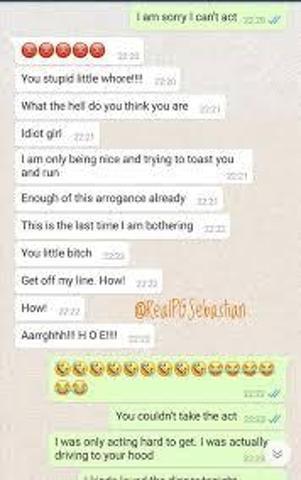 I am sorry I can't act 22:20
22:20
You stupid little whore!!!! 22:20
What the hell do you think you are 22:21
Idiot girl 22:21
I am only being nice and trying to toast you
and run 22:21
Enough of this arrogance already 22:21
This is the last time I am bothering 22:22
You little bitch 22:22
Get off my line. How! 22:22
How! 22:22
@RealPGSebastian
Aarrghhh!!! H O E!!!! 22:22
22:22
You couldn't take the act 22:22
I was only acting hard to get. I was actually
driving to your hood 22:23